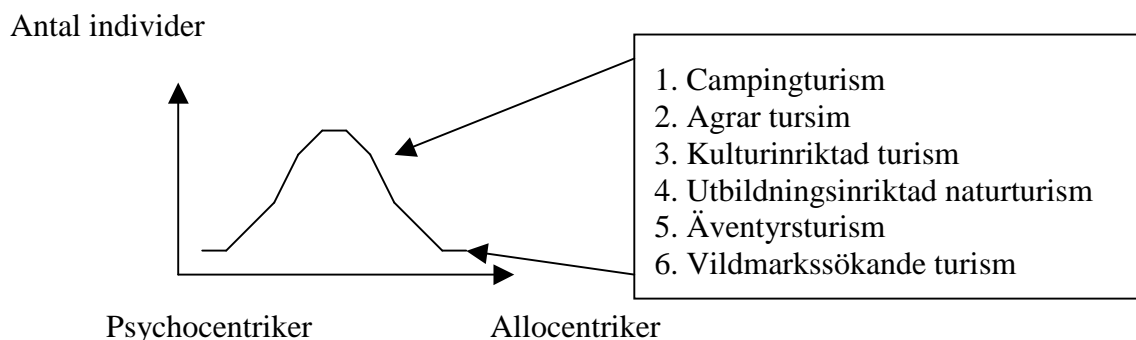 Antal individer
1. Campingturism
2. Agrar tursim
3. Kulturinriktad turism
4. Utbildningsinriktad naturturism
5. Äventyrsturism
6. Vildmarkssökande turism
Psychocentriker Allocentriker